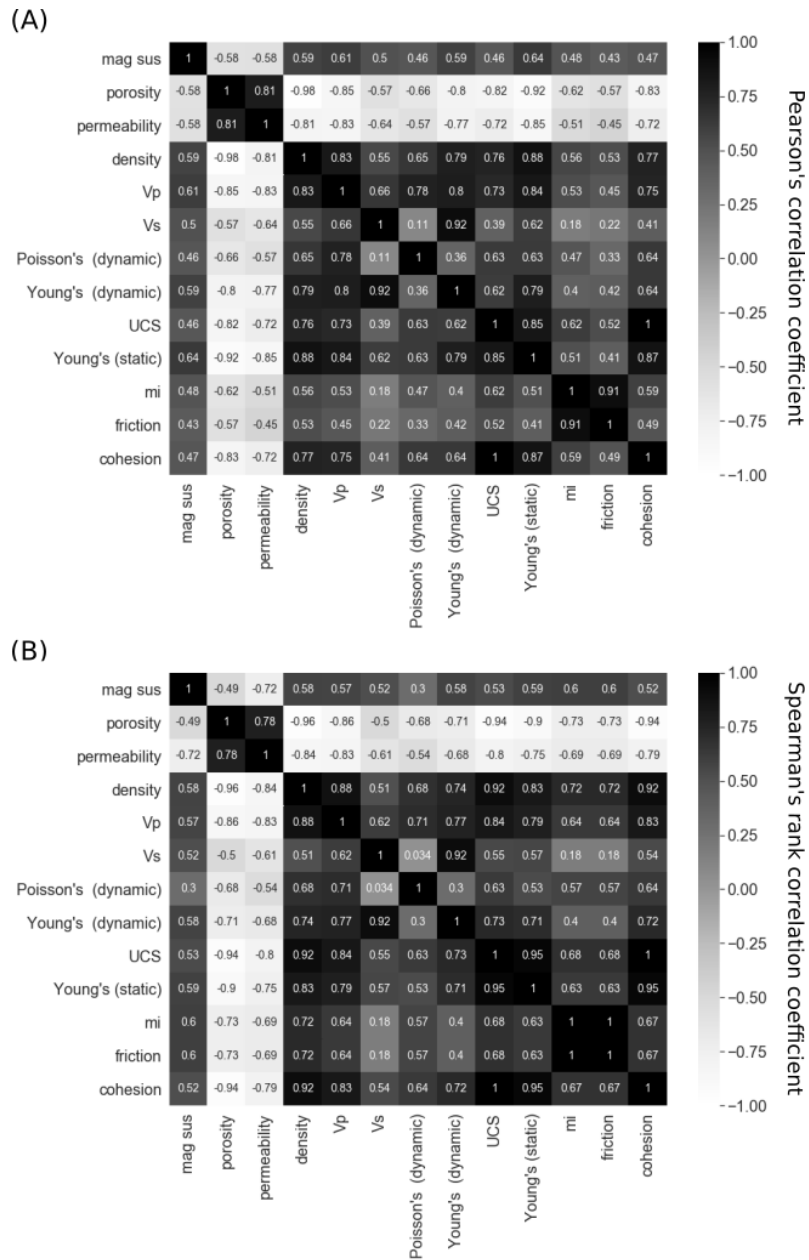 (A)
mag sus 1 -0.58 -0.58 0.59 0.61 0.5 0.46 0.59 0.46 0.64 0.48 0.43 0.47
porosity -0.58 1 0.81 -0.98 -0.85 -0.57 -0.66 -0.8 -0.82 -0.92 -0.62 -0.57 -0.83
permeability -0.58 0.81 1 -0.81 -0.83 -0.64 -0.57 -0.77 -0.72 -0.85 -0.51 -0.45 -0.72
density 0.59 -0.98 -0.81 1 0.83 0.55 0.65 0.79 0.76 0.88 0.56 0.53 0.77
Vp 0.61 -0.85 -0.83 0.83 1 0.66 0.78 0.8 0.73 0.84 0.53 0.45 0.75
Vs 0.5 -0.57 -0.64 0.55 0.66 1 0.11 0.92 0.39 0.62 0.18 0.22 0.41
Poisson's (dynamic) 0.46 -0.66 -0.57 0.65 0.78 0.11 1 0.36 0.63 0.63 0.47 0.33 0.64
Young's (dynamic) 0.59 -0.8 -0.77 0.79 0.8 0.92 0.36 1 0.62 0.79 0.4 0.42 0.64
UCS 0.46 -0.82 -0.72 0.76 0.73 0.39 0.63 0.62 1 0.85 0.62 0.52 1
Young's (static) 0.64 -0.92 -0.85 0.88 0.84 0.62 0.63 0.79 0.85 1 0.51 0.41 0.87
mi 0.48 -0.62 -0.51 0.56 0.53 0.18 0.47 0.4 0.62 0.51 1 0.91 0.59
friction 0.43 -0.57 -0.45 0.53 0.45 0.22 0.33 0.42 0.52 0.41 0.91 1 0.49
cohesion 0.47 -0.83 -0.72 0.77 0.75 0.41 0.64 0.64 1 0.87 0.59 0.49 1
mag sus porosity permeability density Vp Vs Poisson's (dynamic) Young's (dynamic) UCS Young's (static) mi friction cohesion
1.00
0.75
0.50
0.25
0.00
−0.25
−0.50
−0.75
−1.00
Pearson's correlation coefficient
(B)
mag sus 1 -0.49 -0.72 0.58 0.57 0.52 0.3 0.58 0.53 0.59 0.6 0.6 0.52
porosity -0.49 1 0.78 -0.96 -0.86 -0.5 -0.68 -0.71 -0.94 -0.9 -0.73 -0.73 -0.94
permeability -0.72 0.78 1 -0.84 -0.83 -0.61 -0.54 -0.68 -0.8 -0.75 -0.69 -0.69 -0.79
density 0.58 -0.96 -0.84 1 0.88 0.51 0.68 0.74 0.92 0.83 0.72 0.72 0.92
Vp 0.57 -0.86 -0.83 0.88 1 0.62 0.71 0.77 0.84 0.79 0.64 0.64 0.83
Vs 0.52 -0.5 -0.61 0.51 0.62 1 0.034 0.92 0.55 0.57 0.18 0.18 0.54
Poisson's (dynamic) 0.3 -0.68 -0.54 0.68 0.71 0.034 1 0.3 0.63 0.53 0.57 0.57 0.64
Young's (dynamic) 0.58 -0.71 -0.68 0.74 0.77 0.92 0.3 1 0.73 0.71 0.4 0.4 0.72
UCS 0.53 -0.94 -0.8 0.92 0.84 0.55 0.63 0.73 1 0.95 0.68 0.68 1
Young's (static) 0.59 -0.9 -0.75 0.83 0.79 0.57 0.53 0.71 0.95 1 0.63 0.63 0.95
mi 0.6 -0.73 -0.69 0.72 0.64 0.18 0.57 0.4 0.68 0.63 1 1 0.67
friction 0.6 -0.73 -0.69 0.72 0.64 0.18 0.57 0.4 0.68 0.63 1 1 0.67
cohesion 0.52 -0.94 -0.79 0.92 0.83 0.54 0.64 0.72 1 0.95 0.67 0.67 1
mag sus porosity permeability density Vp Vs Poisson's (dynamic) Young's (dynamic) UCS Young's (static) mi friction cohesion
1.00
0.75
0.50
0.25
0.00
−0.25
−0.50
−0.75
−1.00
Spearman's rank correlation coefficient